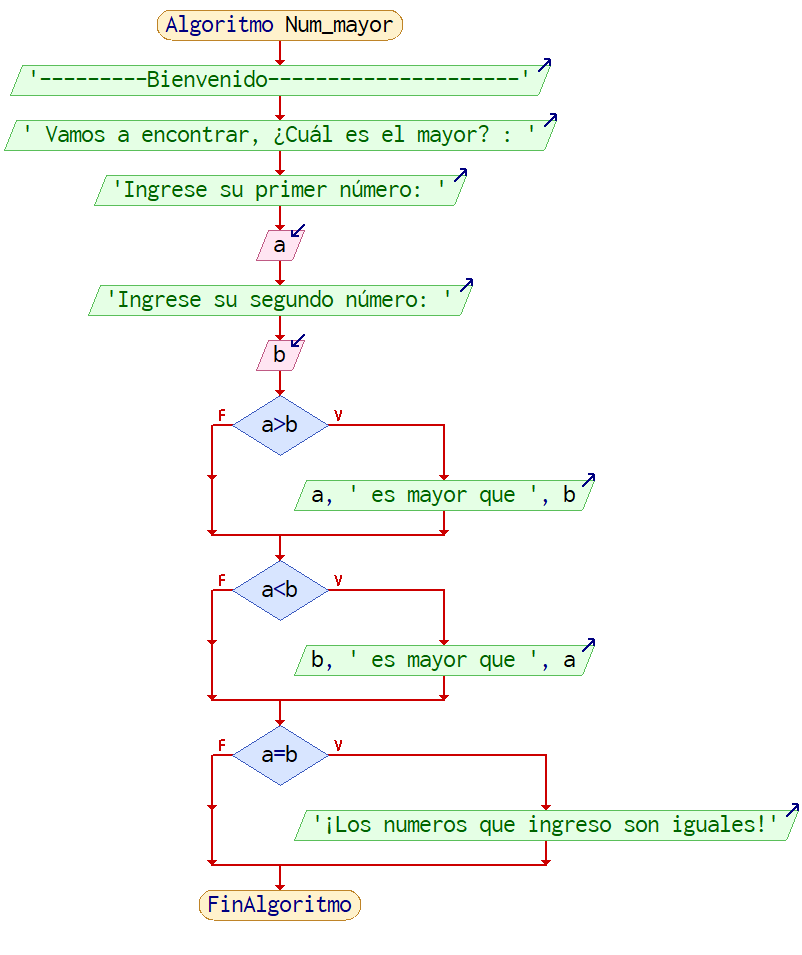 Algoritmo Num_mayor
'---------Bienvenido---------------------'
' Vamos a encontrar, ¿Cuál es el mayor? : '
'Ingrese su primer número: '
a
'Ingrese su segundo número: '
b
F
a>b
V
a, ' es mayor que ', b
F
a<b
V
b, ' es mayor que ', a
F
a=b
V
'¡Los numeros que ingreso son iguales!'
FinAlgoritmo